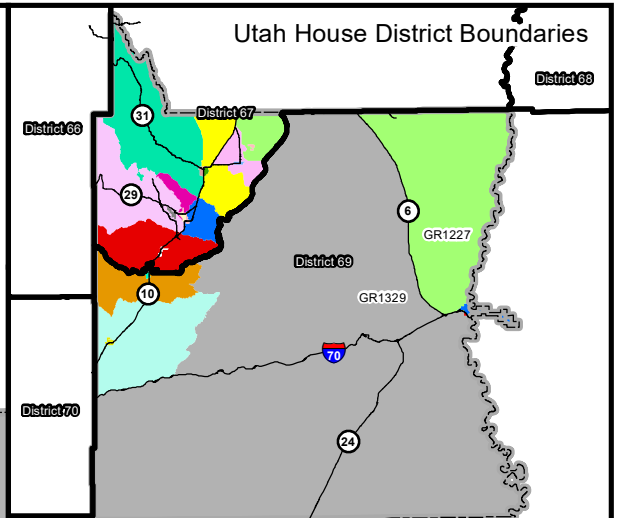 Utah House District Boundaries
District 68
District 67
31
District 66
29
6
GR1227
District 69
10
GR1329
70
District 70
24